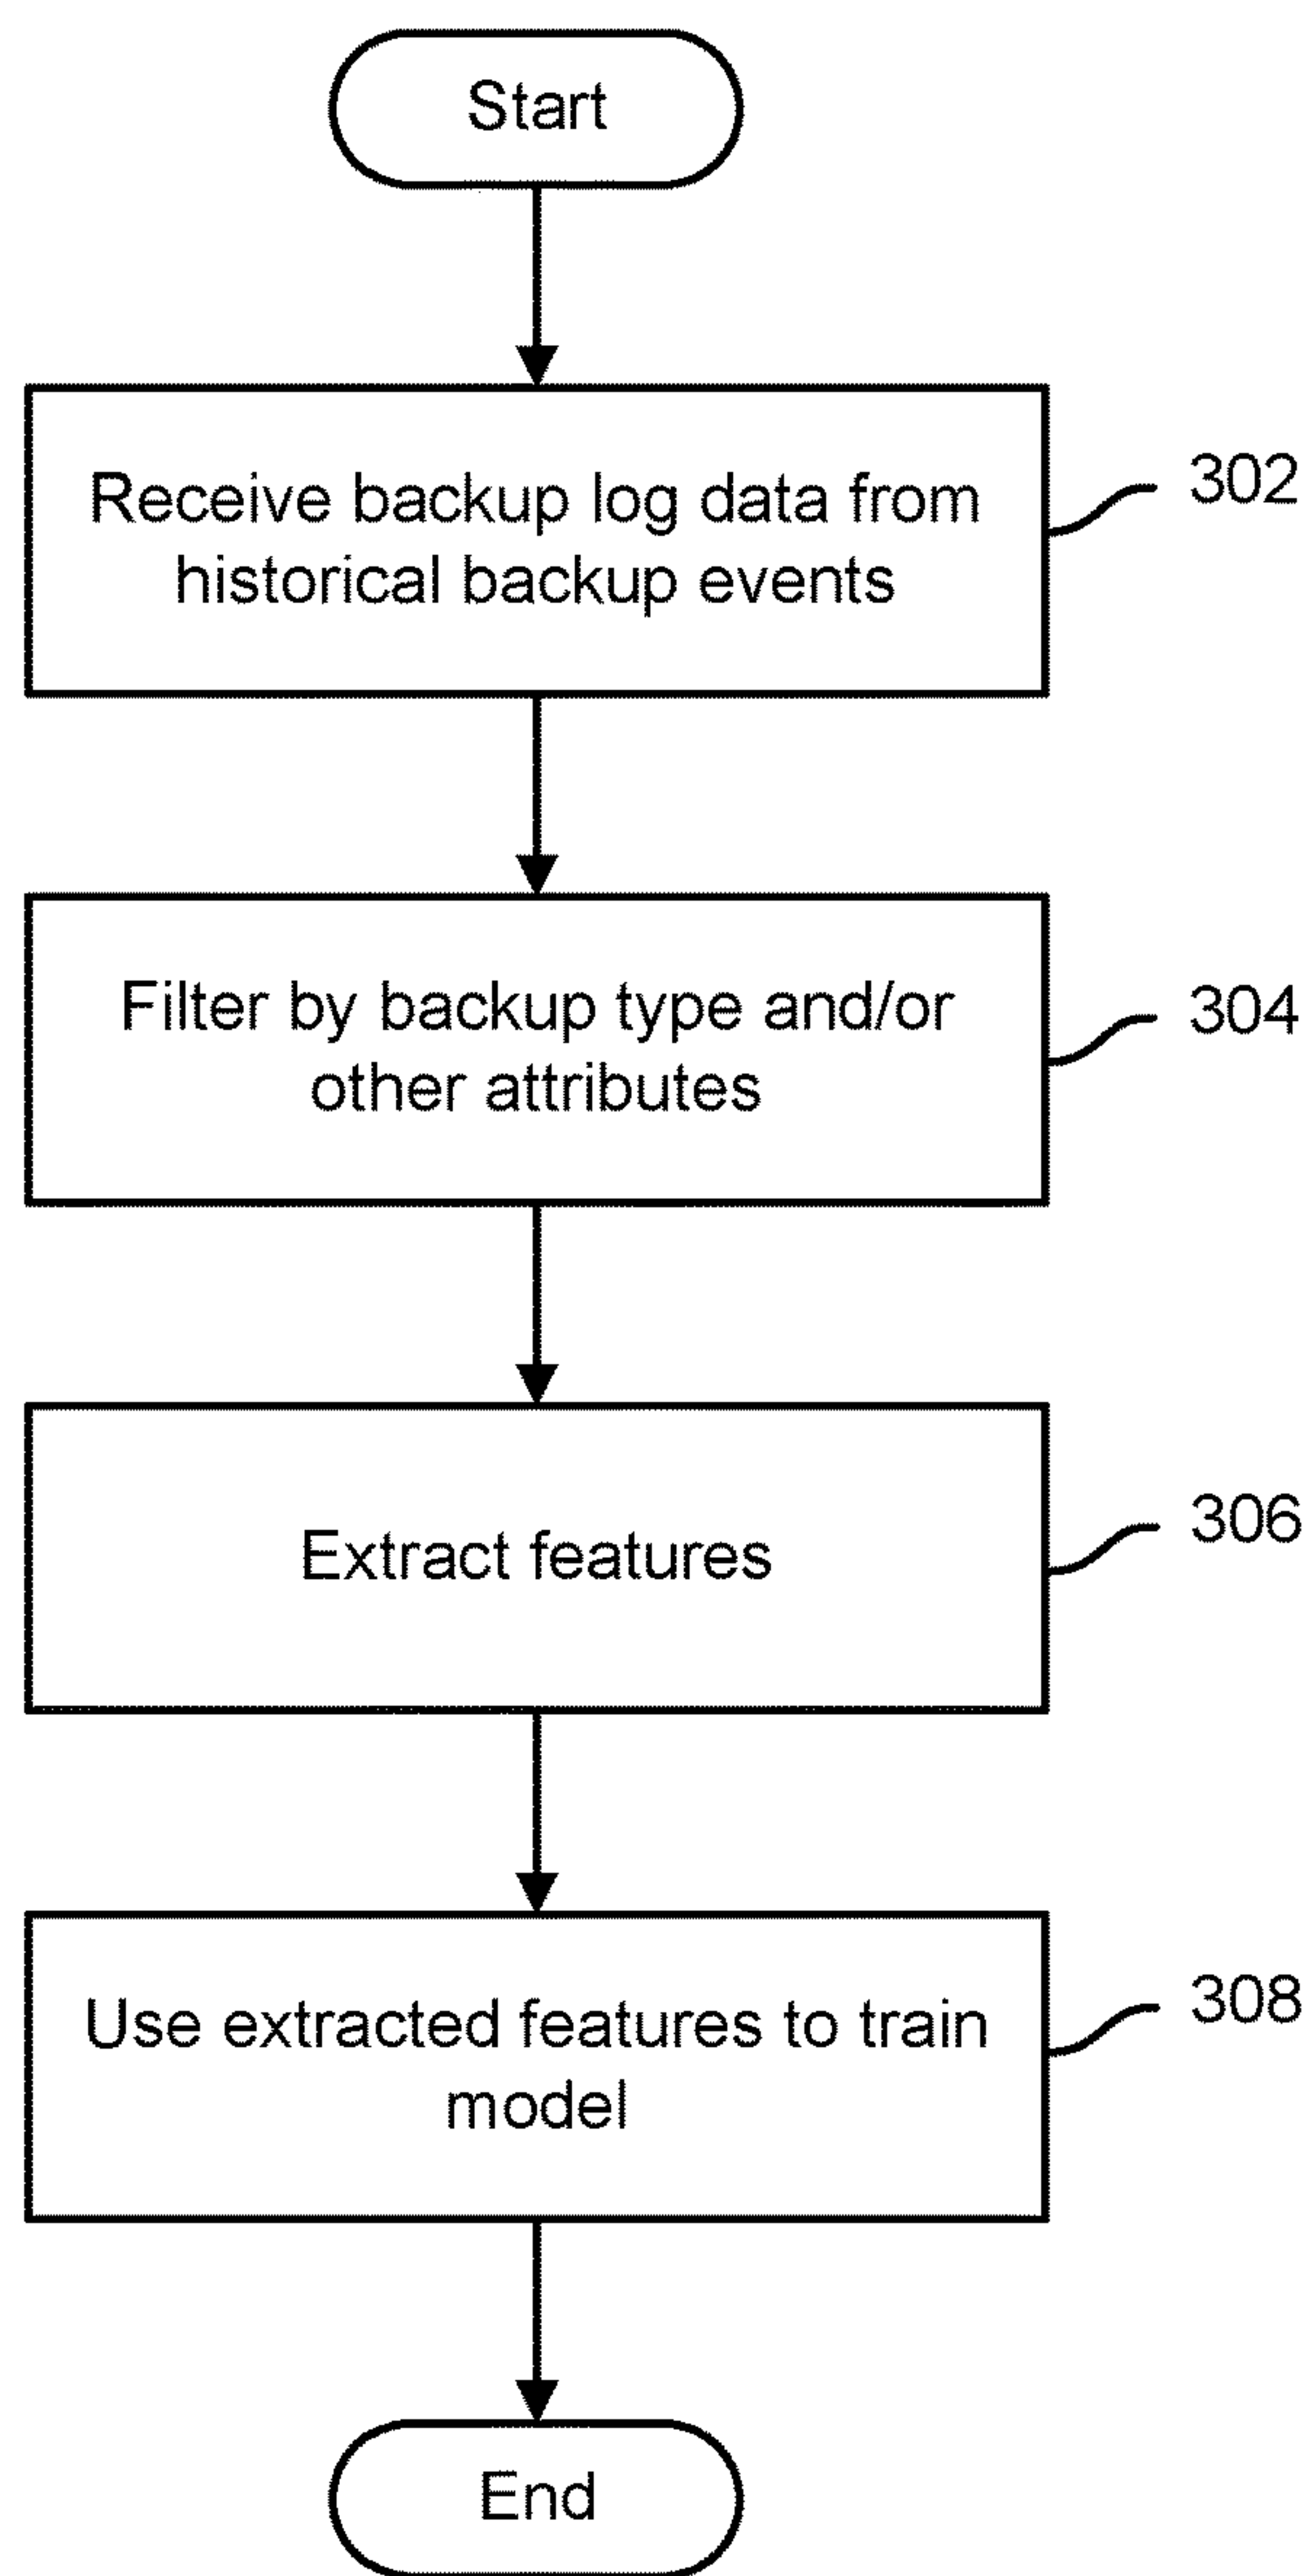 Start
Receive backup log data from
historical backup events
302
Filter by backup type and/or
other attributes
304
Extract features
306
Use extracted features to train
model
308
End